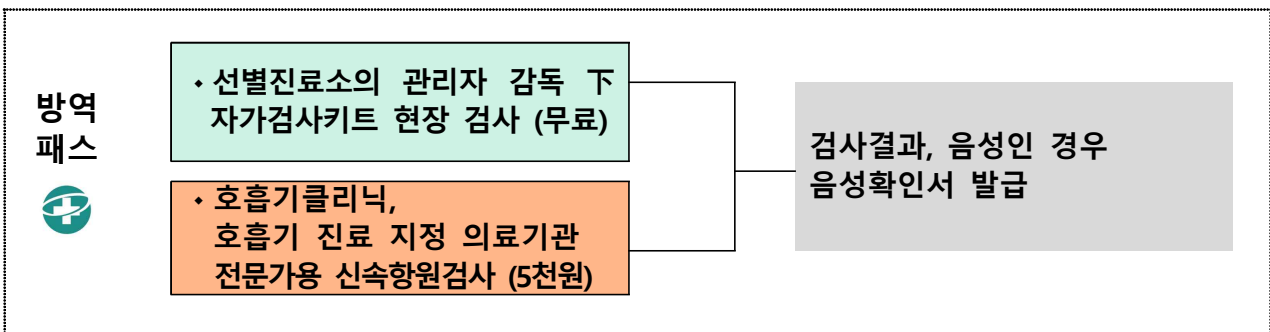 방역
패스
• 선별진료소의 관리자 감독 下
자가검사키트 현장 검사 (무료)
• 호흡기클리닉,
호흡기 진료 지정 의료기관
전문가용 신속항원검사 (5천원)
검사결과, 음성인 경우
음성확인서 발급